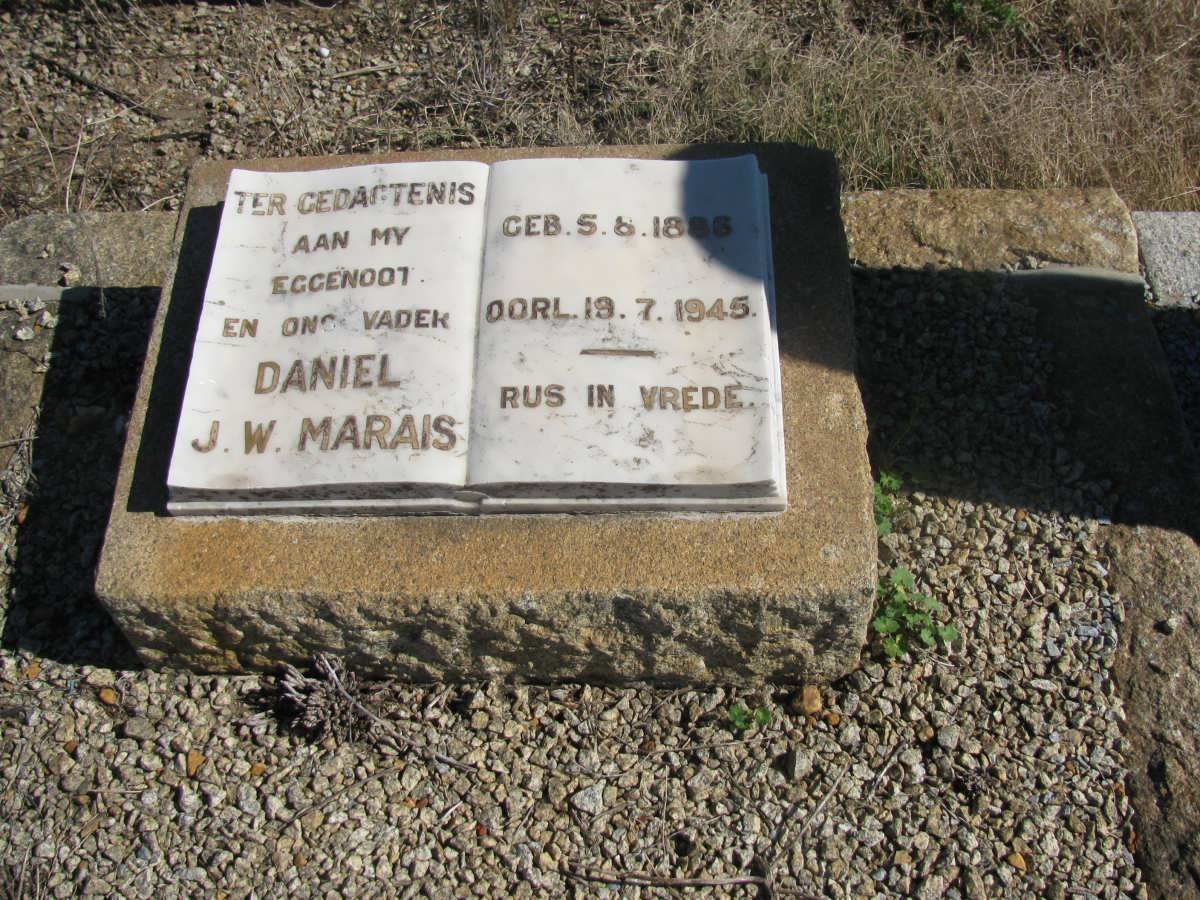 TER GEDAGTENIS
AAN MY
EGGENOOT
EN ONS VADER
DANIEL
J. W. MARAIS
GEB. 5. 8. 1886
OORL. 19. 7. 1945.
RUS IN VREDE.